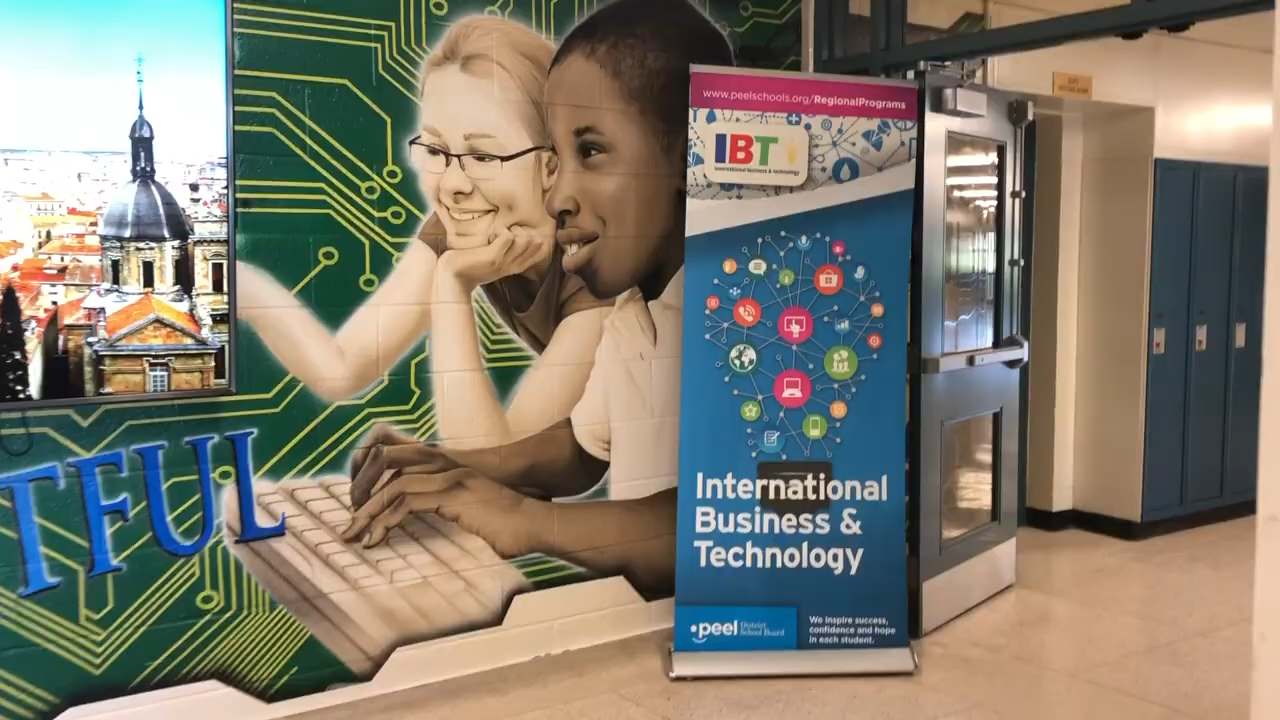 TFUL
www.peelschools.org/RegionalPrograms
IBT
International Business & technology
International
Business &
Technology
peel District
School Board
We inspire success,
confidence and hope
in each student.